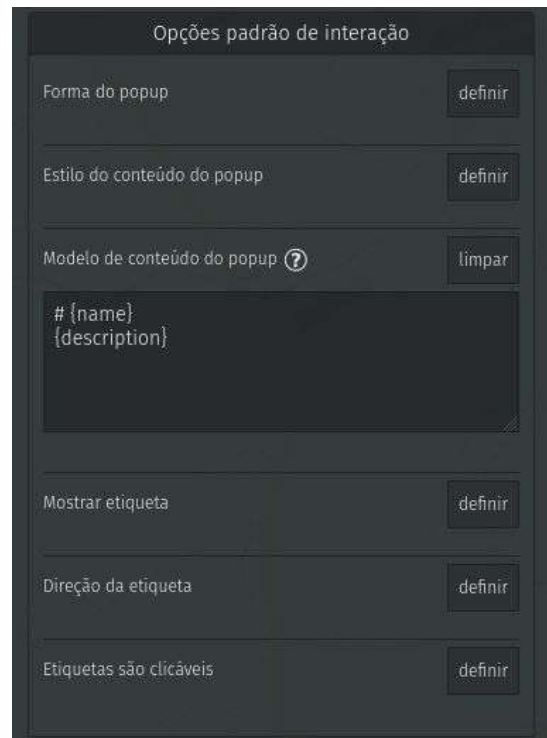 Opções padrão de interação
Forma do popup definir
Estilo do conteúdo do popup definir
Modelo de conteúdo do popup ? limpar
# {name}
{description}
Mostrar etiqueta definir
Direção da etiqueta definir
Etiquetas são clicáveis definir